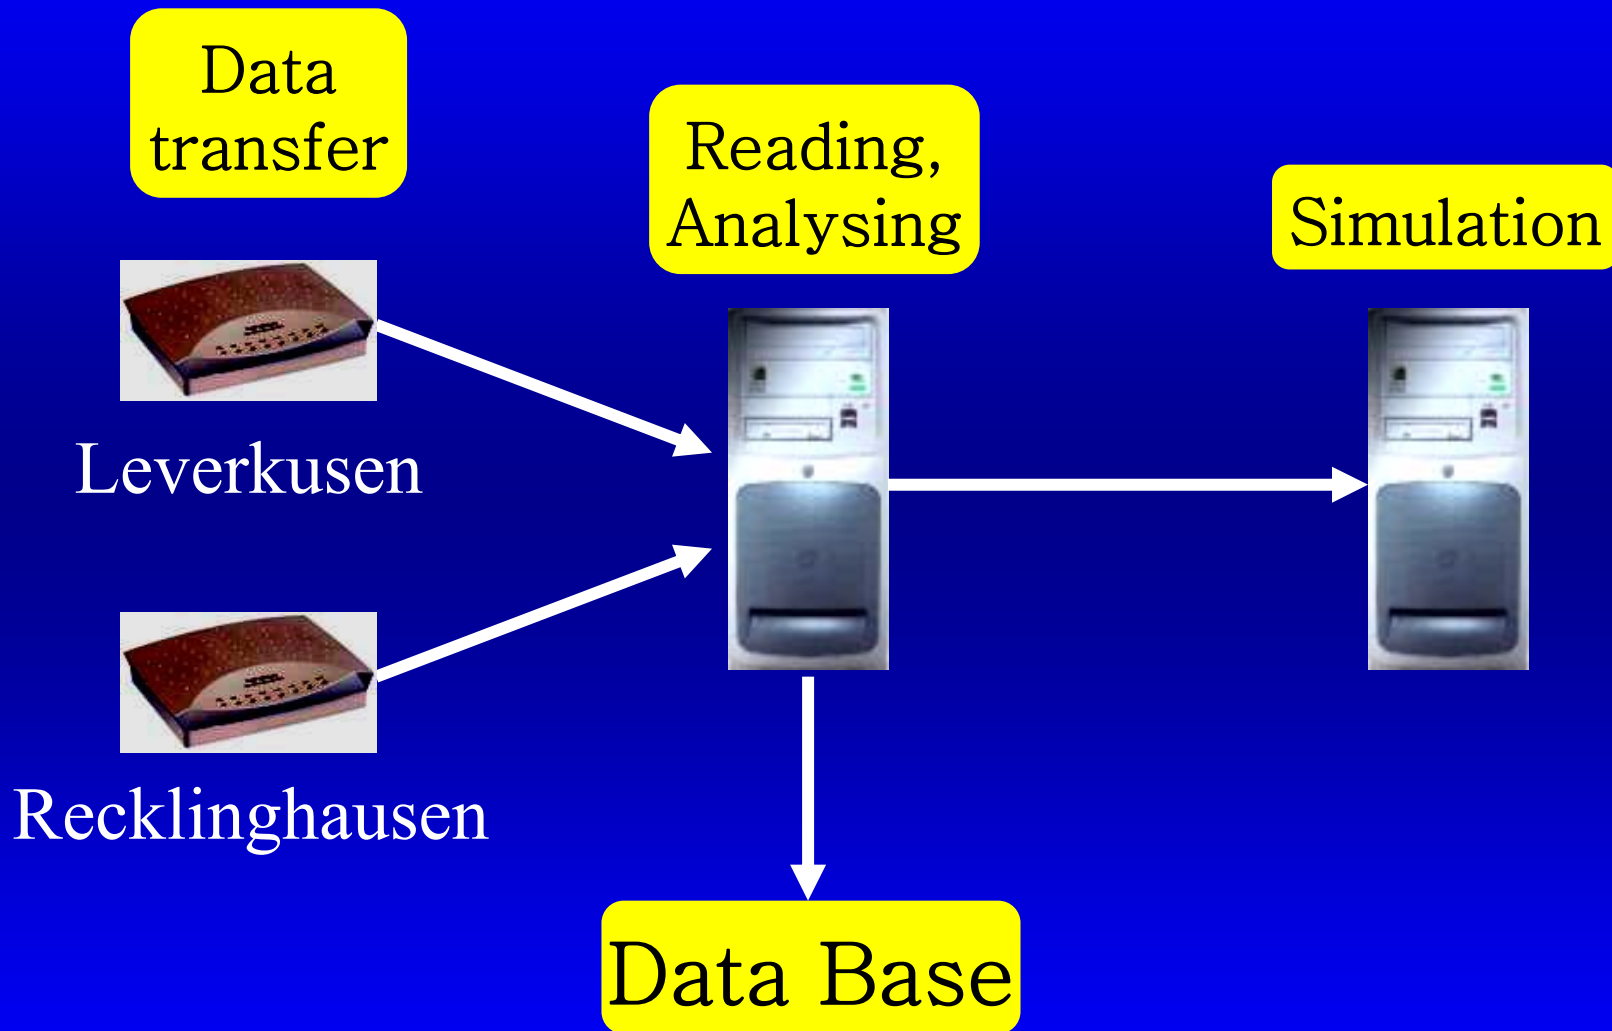 Data
transfer
Reading,
Analysing
Simulation
Leverkusen
Recklinghausen
Data Base